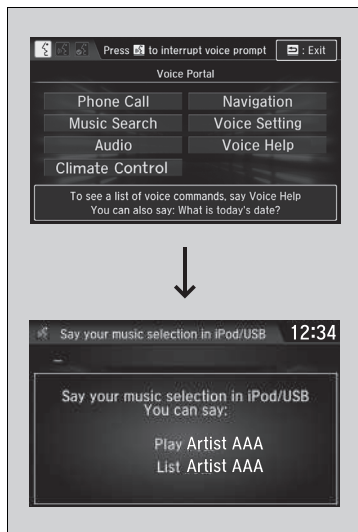 Press to interrupt voice prompt
: Exit
Voice Portal
Phone Call
Navigation
Music Search
Voice Setting
Audio
Voice Help
Climate Control
To see a list of voice commands, say Voice Help
You can also say: What is today's date?
Say your music selection in iPod/USB
12:34
Say your music selection in iPod/USB
You can say:
Play Artist AAA
List Artist AAA